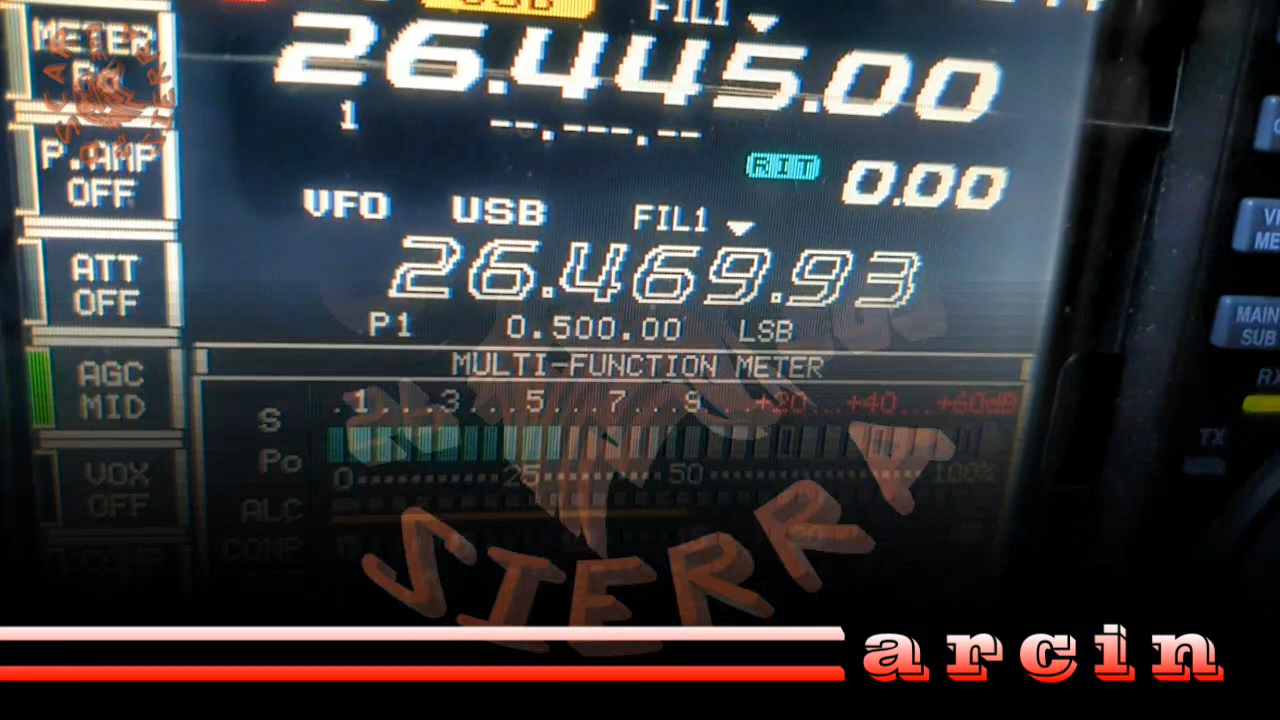 USB FIL1
METER
26.445.00
1 --.---.--
P.AMP
OFF
RIT 0.00
VFO USB FIL1
26.469.93
ATT
OFF
P1 0.500.00 LSB
MULTI-FUNCTION METER
AGC
MID
S .1...3...5...7...9...+20...+40...+60dB
Po 0 25 50 100%
VOX
OFF
ALC
COMP
MAIN
SUB
TX
SIERRA
arcin